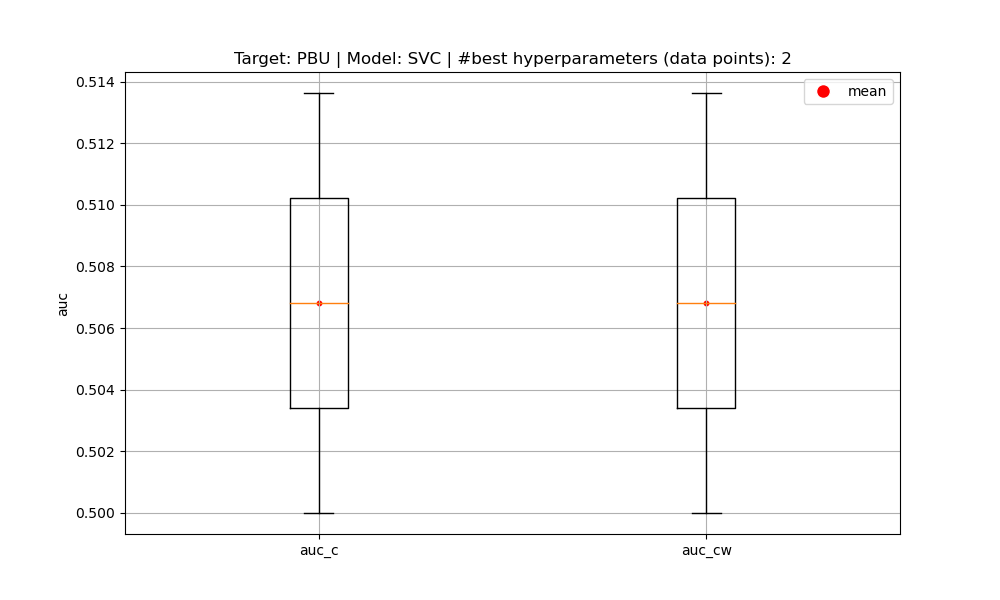 Target: PBU | Model: SVC | #best hyperparameters (data points): 2
mean
auc
0.514
0.512
0.510
0.508
0.506
0.504
0.502
0.500
auc_c
auc_cw